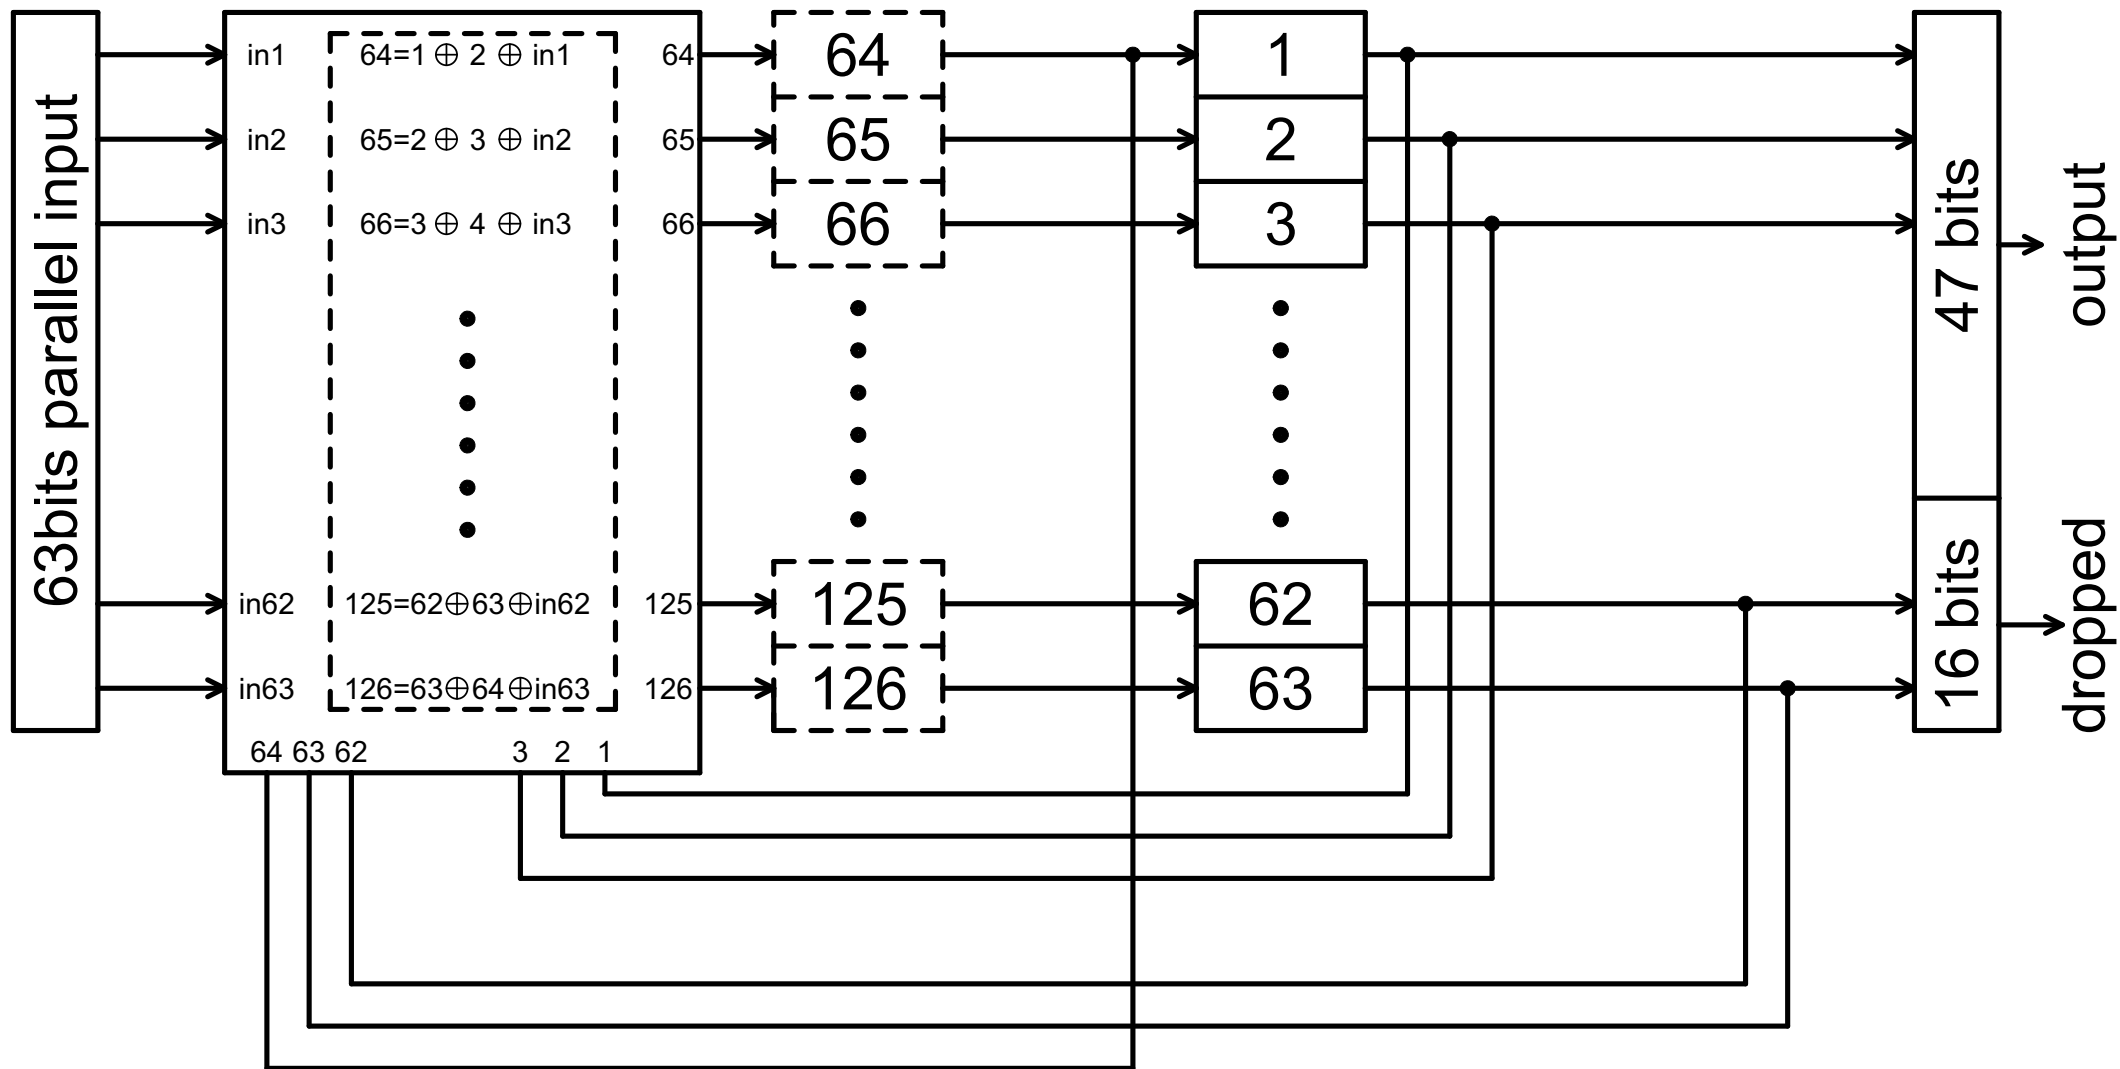 63bits parallel input
in1
64=1 ⊕ 2 ⊕ in1
64
64
1
in2
65=2 ⊕ 3 ⊕ in2
65
65
2
in3
66=3 ⊕ 4 ⊕ in3
66
66
3
in62
125=62⊕63⊕in62
125
125
62
in63
126=63⊕64⊕in63
126
126
63
64 63 62 3 2 1
47 bits
output
16 bits
dropped